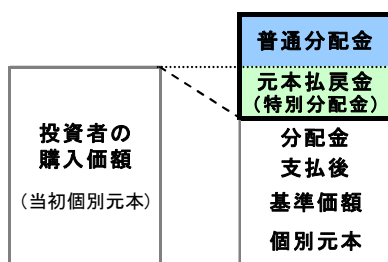 普通分配金
元本払戻金
（特別分配金）
投資者の
購入価額
（当初個別元本）
分配金
支払後
基準価額
個別元本